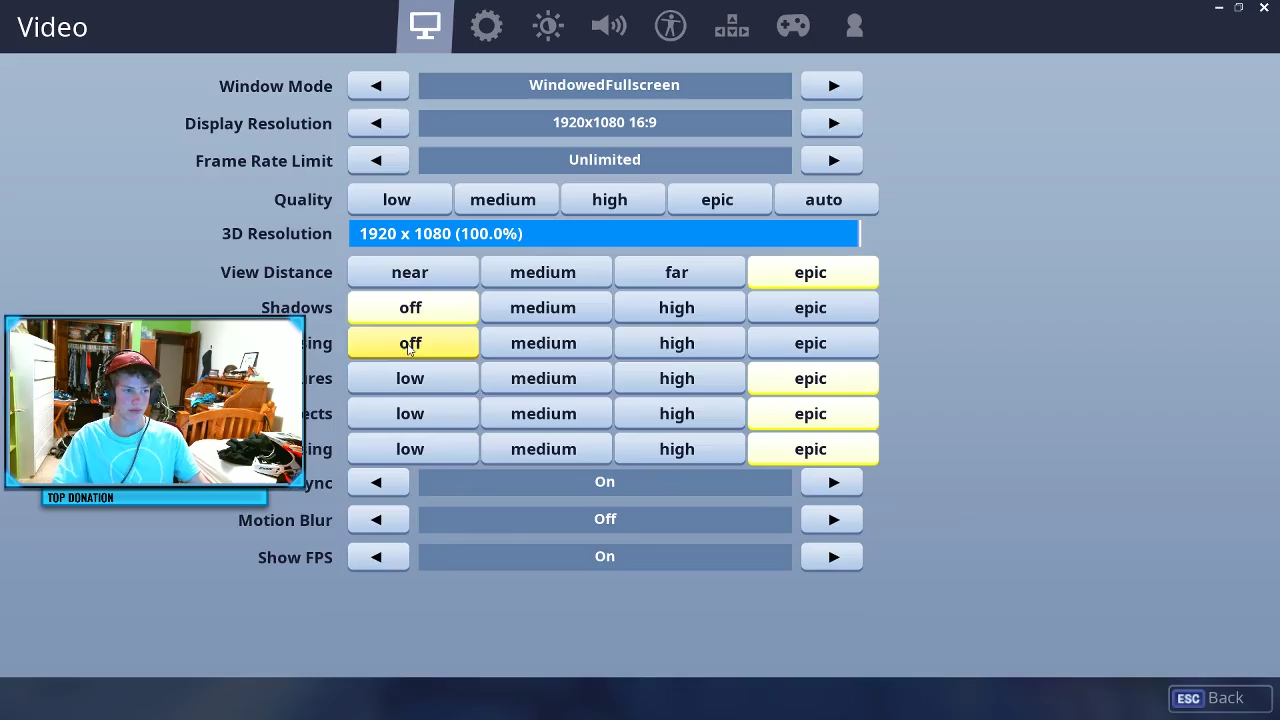 Video
Window Mode ◄ WindowedFullscreen ►
Display Resolution ◄ 1920x1080 16:9 ►
Frame Rate Limit ◄ Unlimited ►
Quality low medium high epic auto
3D Resolution 1920 x 1080 (100.0%)
View Distance near medium far epic
Shadows off medium high epic
sing off medium high epic
ures low medium high epic
ects low medium high epic
ing low medium high epic
ync ◄ On ►
Motion Blur ◄ Off ►
Show FPS ◄ On ►
TOP DONATION
ESC Back